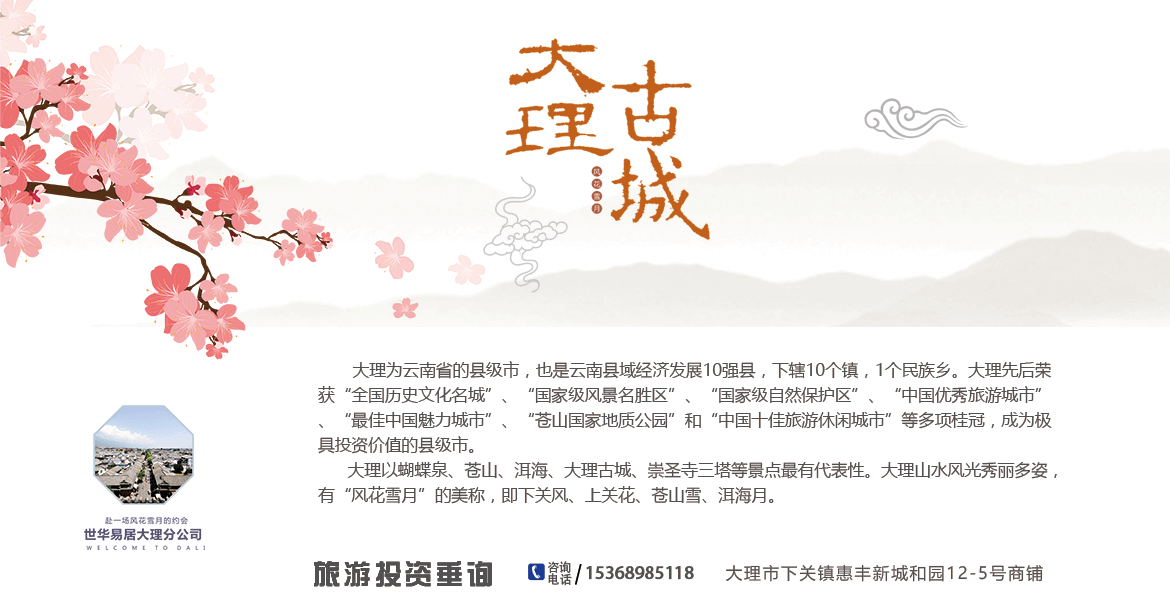 大理
古城
风花雪月
大理为云南省的县级市，也是云南县域经济发展10强县，下辖10个镇，1个民族乡。大理先后荣
获“全国历史文化名城”、“国家级风景名胜区”、“国家级自然保护区”、“中国优秀旅游城市”
、“最佳中国魅力城市”、“苍山国家地质公园”和“中国十佳旅游休闲城市”等多项桂冠，成为极
具投资价值的县级市。
大理以蝴蝶泉、苍山、洱海、大理古城、崇圣寺三塔等景点最有代表性。大理山水风光秀丽多姿，
有“风花雪月”的美称，即下关风、上关花、苍山雪、洱海月。
赴一场风花雪月的约会
世华易居大理分公司
WELCOME TO DALI
旅游投资垂询
咨询电话/15368985118
大理市下关镇惠丰新城和园12-5号商铺